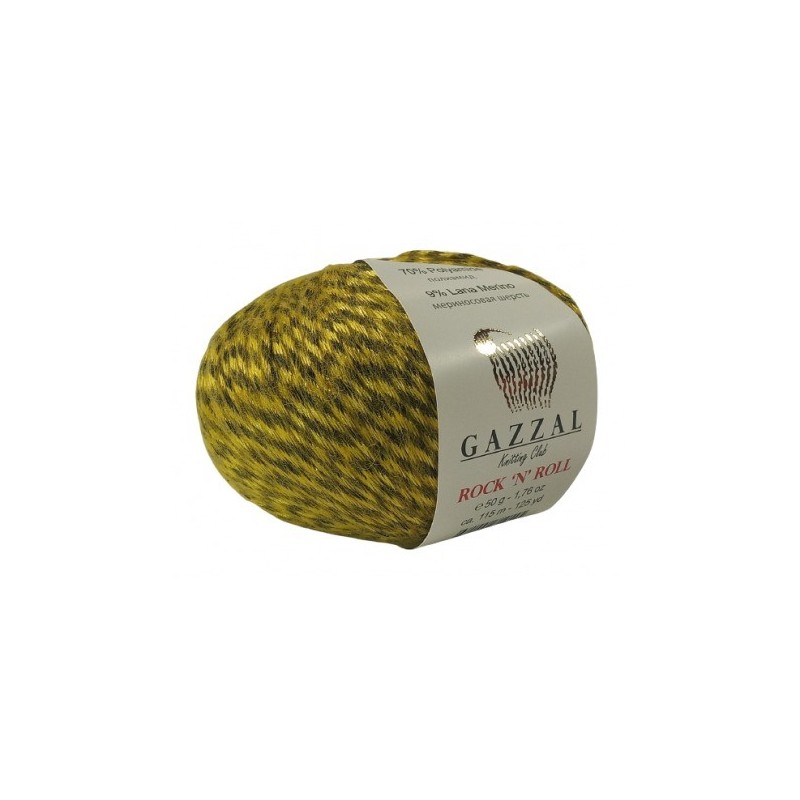 70% Polyamide
полиамид
9% Lana Merino
мериносовая шерсть
GAZZAL
Knitting Club
ROCK 'N' ROLL
℮ 50 g - 1,76 oz
ca. 115 m - 125 yd